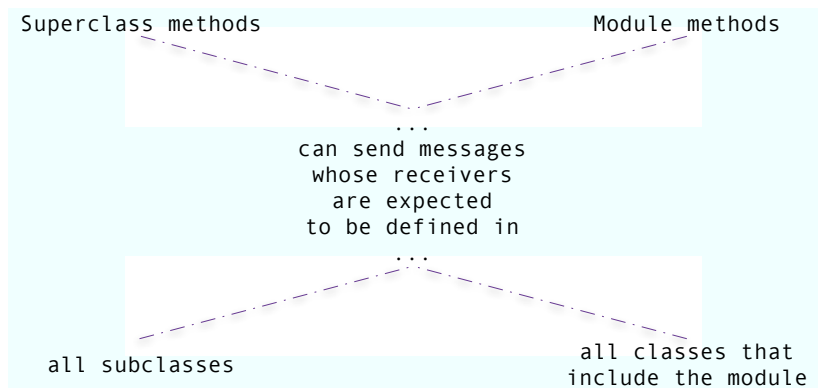 Superclass methods
Module methods
...
can send messages
whose receivers
are expected
to be defined in
...
all subclasses
all classes that
include the module